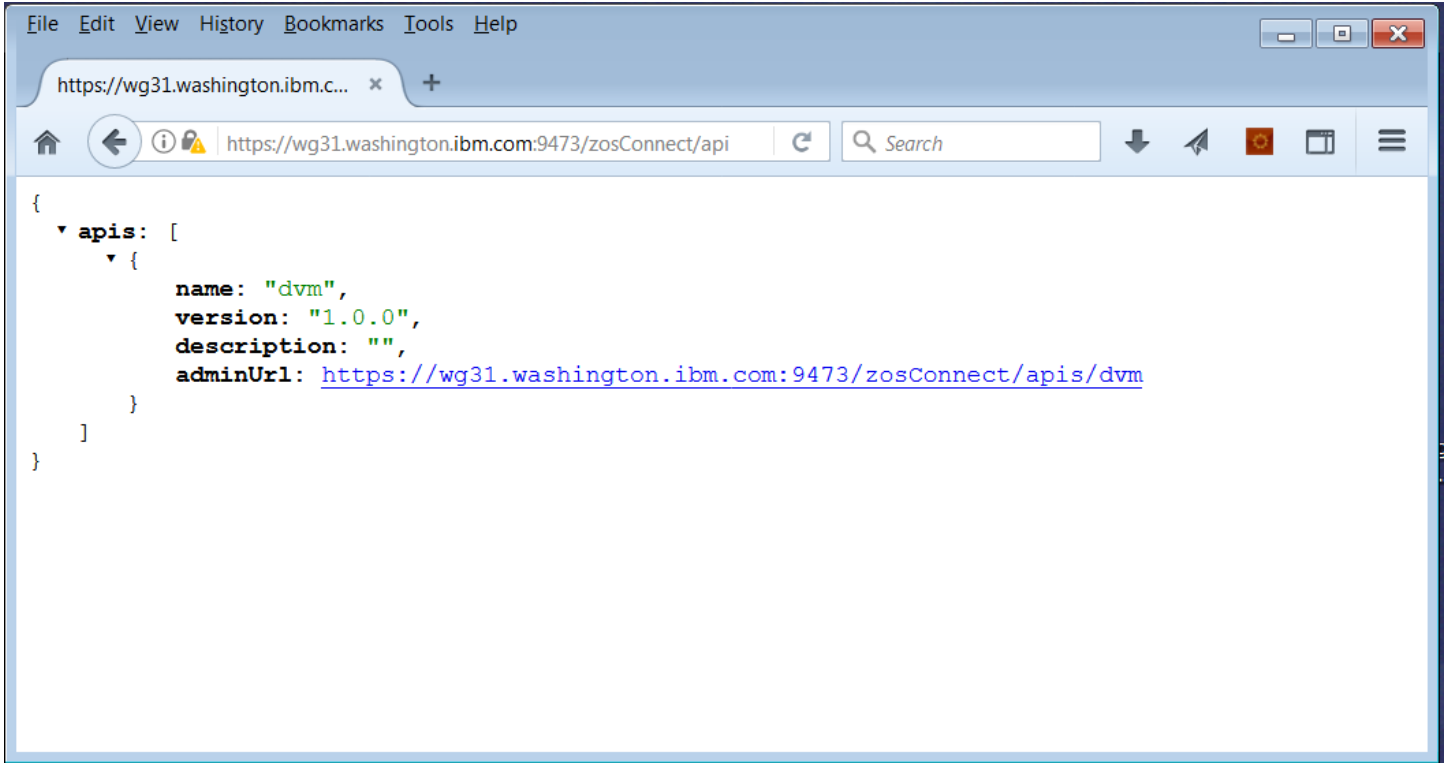 File Edit View History Bookmarks Tools Help
https://wg31.washington.ibm.c...
https://wg31.washington.ibm.com:9473/zosConnect/api
Search
{
apis: [
{
name: "dvm",
version: "1.0.0",
description: "",
adminUrl: https://wg31.washington.ibm.com:9473/zosConnect/apis/dvm
}
]
}